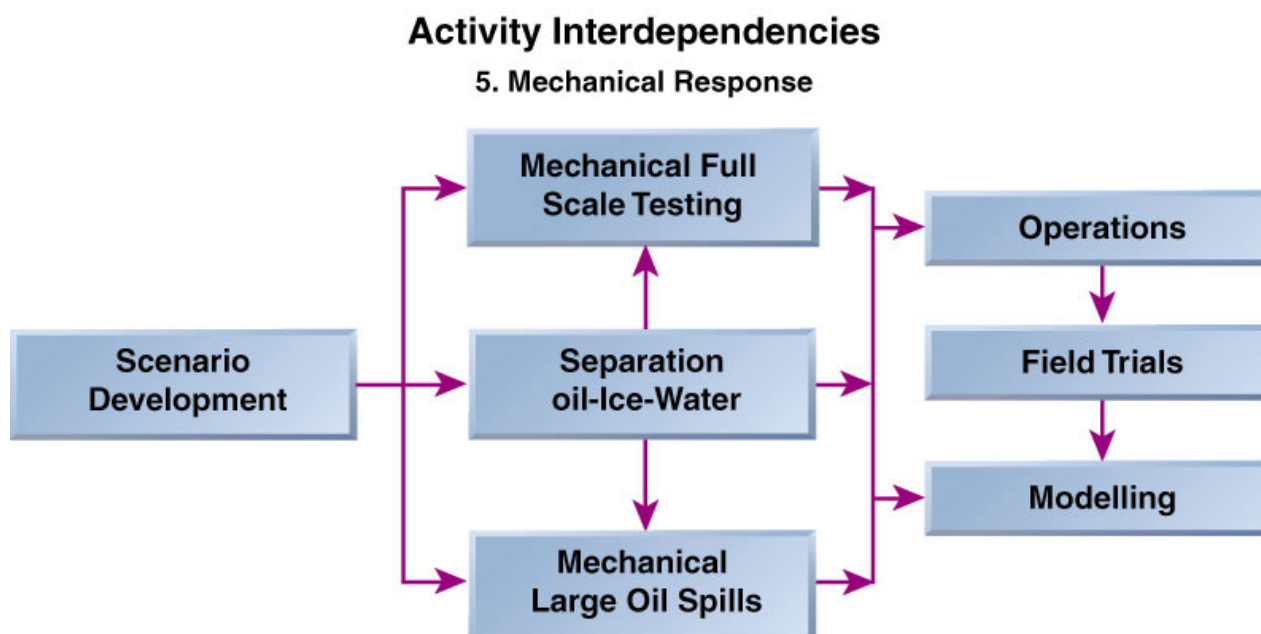 Activity Interdependencies
5. Mechanical Response
Mechanical Full
Scale Testing
Operations
Scenario
Development
Separation
oil-Ice-Water
Field Trials
Modelling
Mechanical
Large Oil Spills